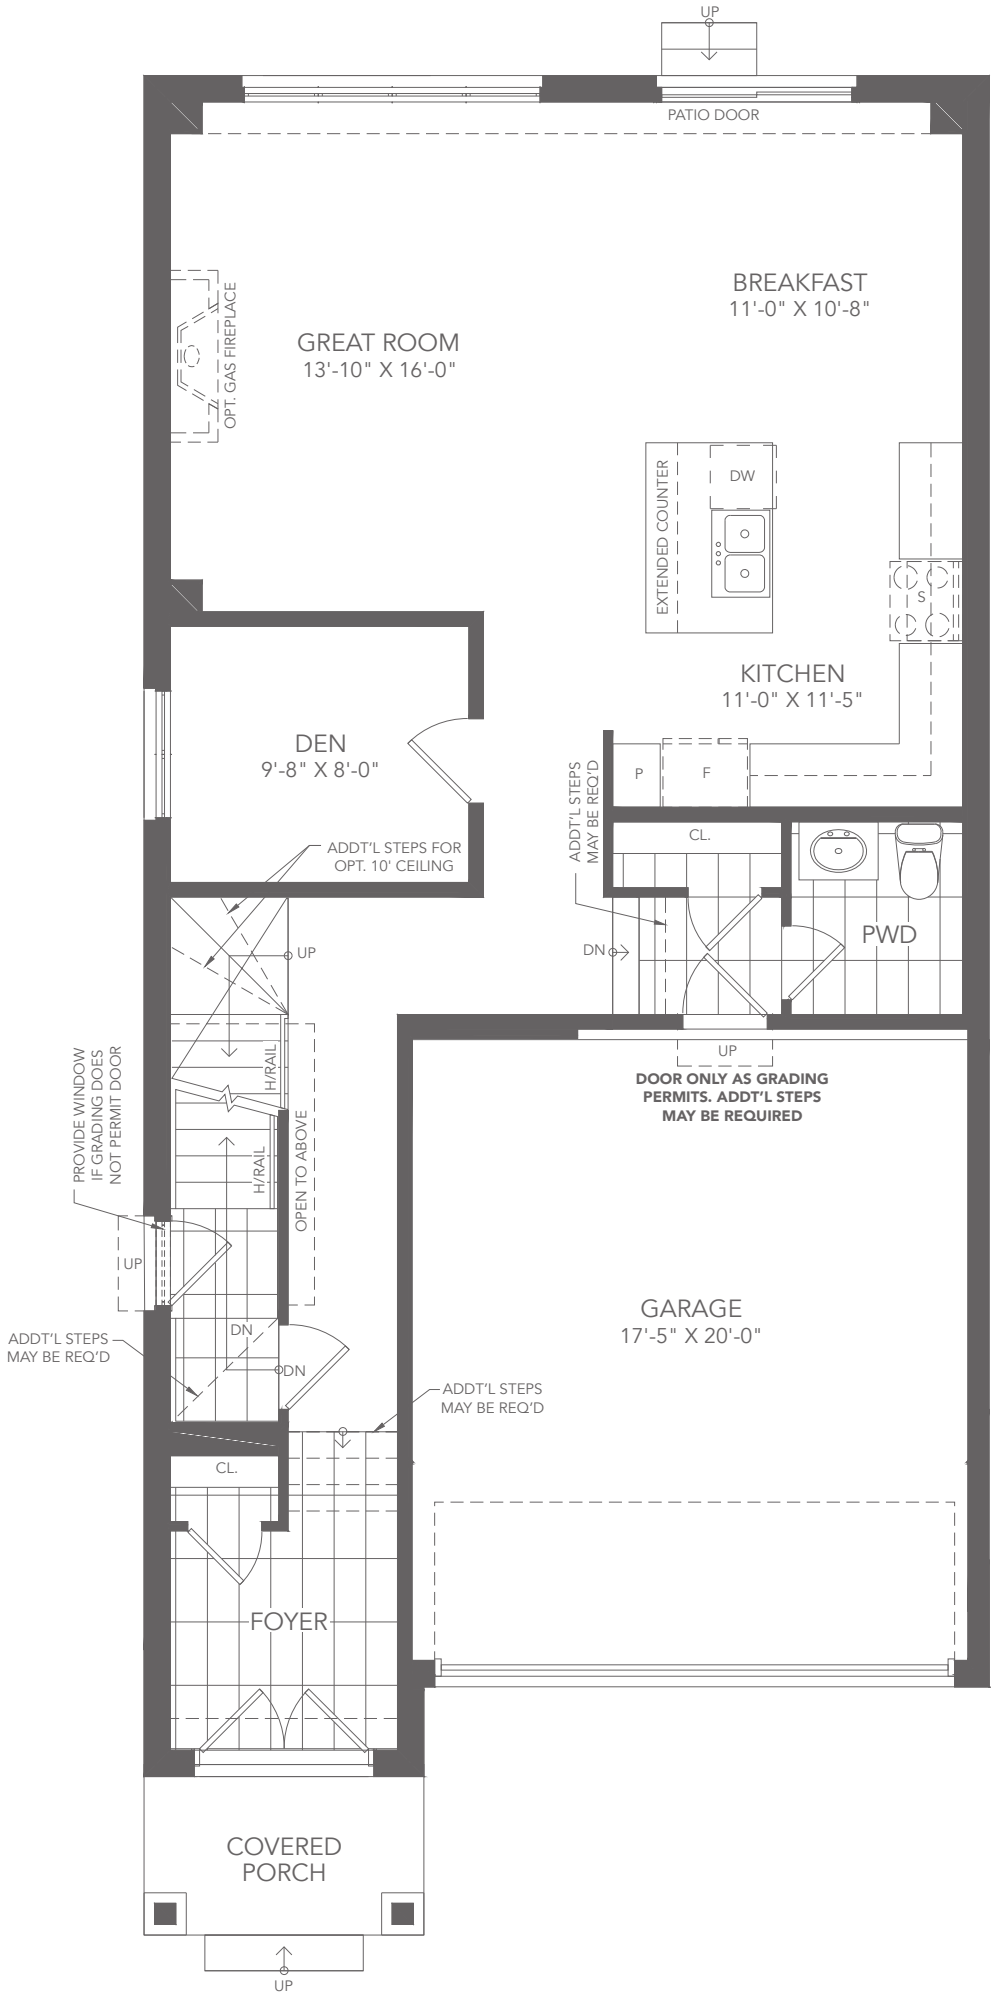 UP
PATIO DOOR
BREAKFAST
11'-0" X 10'-8"
GREAT ROOM
13'-10" X 16'-0"
OPT. GAS FIREPLACE
EXTENDED COUNTER
DW
S
KITCHEN
11'-0" X 11'-5"
DEN
9'-8" X 8'-0"
P
F
ADDT'L STEPS
MAY BE REQ'D
CL.
ADDT'L STEPS FOR
OPT. 10' CEILING
PWD
UP
DN
H/RAIL
PROVIDE WINDOW
IF GRADING DOES
NOT PERMIT DOOR
UP
DOOR ONLY AS GRADING
PERMITS. ADDT'L STEPS
MAY BE REQUIRED
H/RAIL
OPEN TO ABOVE
UP
GARAGE
17'-5" X 20'-0"
DN
ADDT'L STEPS
MAY BE REQ'D
DN
ADDT'L STEPS
MAY BE REQ'D
CL.
FOYER
COVERED
PORCH
UP